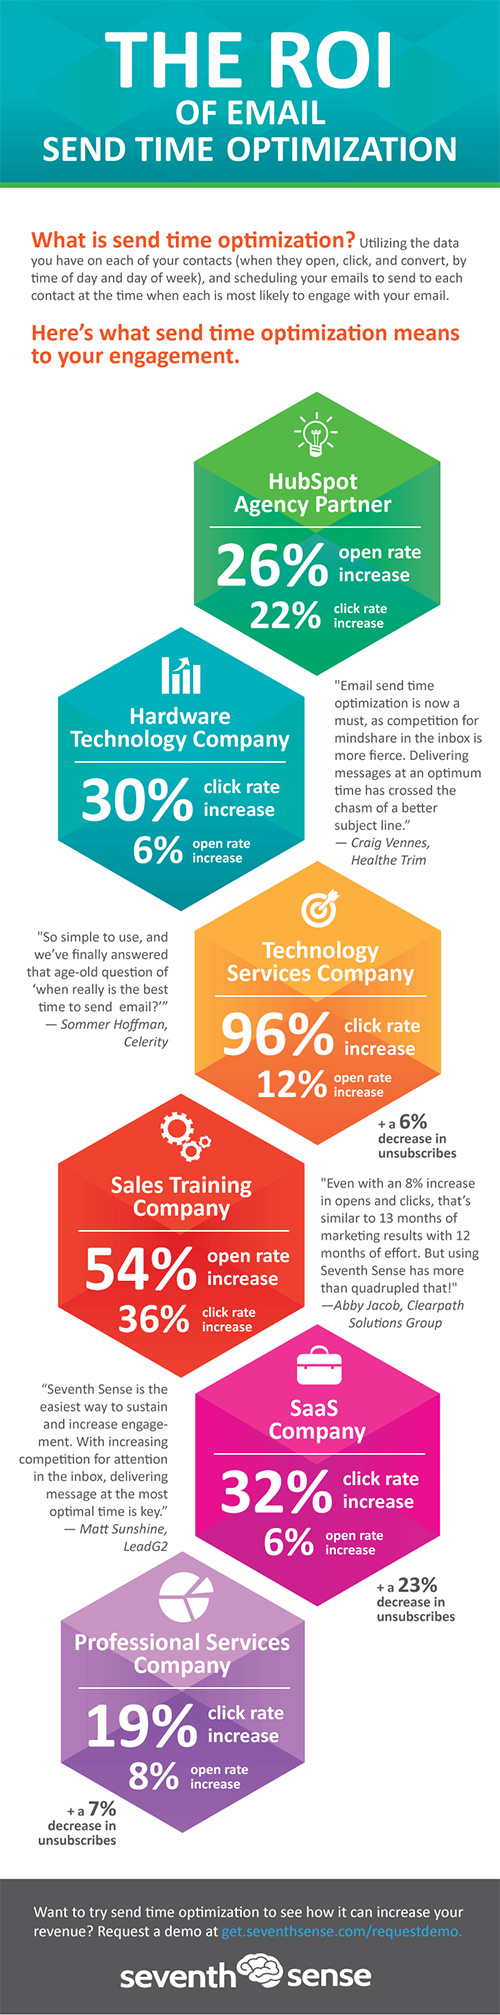 THE ROI
OF EMAIL
SEND TIME OPTIMIZATION
What is send time optimization? Utilizing the data
you have on each of your contacts (when they open, click, and convert, by
time of day and day of week), and scheduling your emails to send to each
contact at the time when each is most likely to engage with your email.
Here's what send time optimization means
to your engagement.
HubSpot
Agency Partner
26% open rate
increase
22% click rate
increase
Hardware
Technology Company
30% click rate
increase
6% open rate
increase
"Email send time
optimization is now a
must, as competition for
mindshare in the inbox is
more fierce. Delivering
messages at an optimum
time has crossed the
chasm of a better
subject line.”
— Craig Vennes,
Healthe Trim
Technology
Services Company
96% click rate
increase
12% open rate
increase
+ a 6%
decrease in
unsubscribes
"So simple to use, and
we’ve finally answered
that age-old question of
‘when really is the best
time to send email?’”
— Sommer Hoffman,
Celerity
Sales Training
Company
54% open rate
increase
36% click rate
increase
"Even with an 8% increase
in opens and clicks, that’s
similar to 13 months of
marketing results with 12
months of effort. But using
Seventh Sense has more
than quadrupled that!"
—Abby Jacob, Clearpath
Solutions Group
SaaS
Company
32% click rate
increase
6% open rate
increase
+ a 23%
decrease in
unsubscribes
“Seventh Sense is the
easiest way to sustain
and increase engage-
ment. With increasing
competition for attention
in the inbox, delivering
message at the most
optimal time is key.”
— Matt Sunshine,
LeadG2
Professional Services
Company
19% click rate
increase
8% open rate
increase
+ a 7%
decrease in
unsubscribes
Want to try send time optimization to see how it can increase your
revenue? Request a demo at get.seventhsense.com/requestdemo.
seventh sense